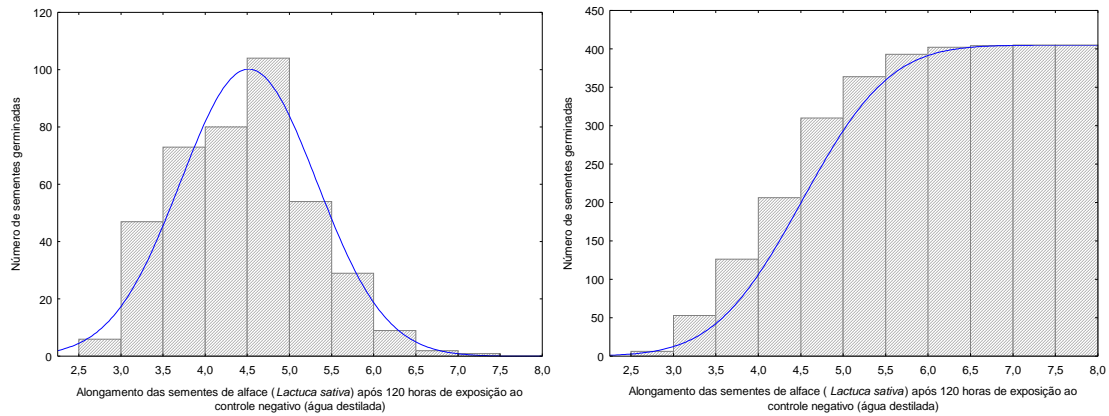 120
100
80
60
40
20
0
Número de sementes germinadas
2,5 3,0 3,5 4,0 4,5 5,0 5,5 6,0 6,5 7,0 7,5 8,0
Alongamento das sementes de alface (Lactuca sativa) após 120 horas de exposição ao
controle negativo (água destilada)
450
400
350
300
250
200
150
100
50
0
Número de sementes germinadas
2,5 3,0 3,5 4,0 4,5 5,0 5,5 6,0 6,5 7,0 7,5 8,0
Alongamento das sementes de alface ( Lactuca sativa) após 120 horas de exposição ao
controle negativo (água destilada)